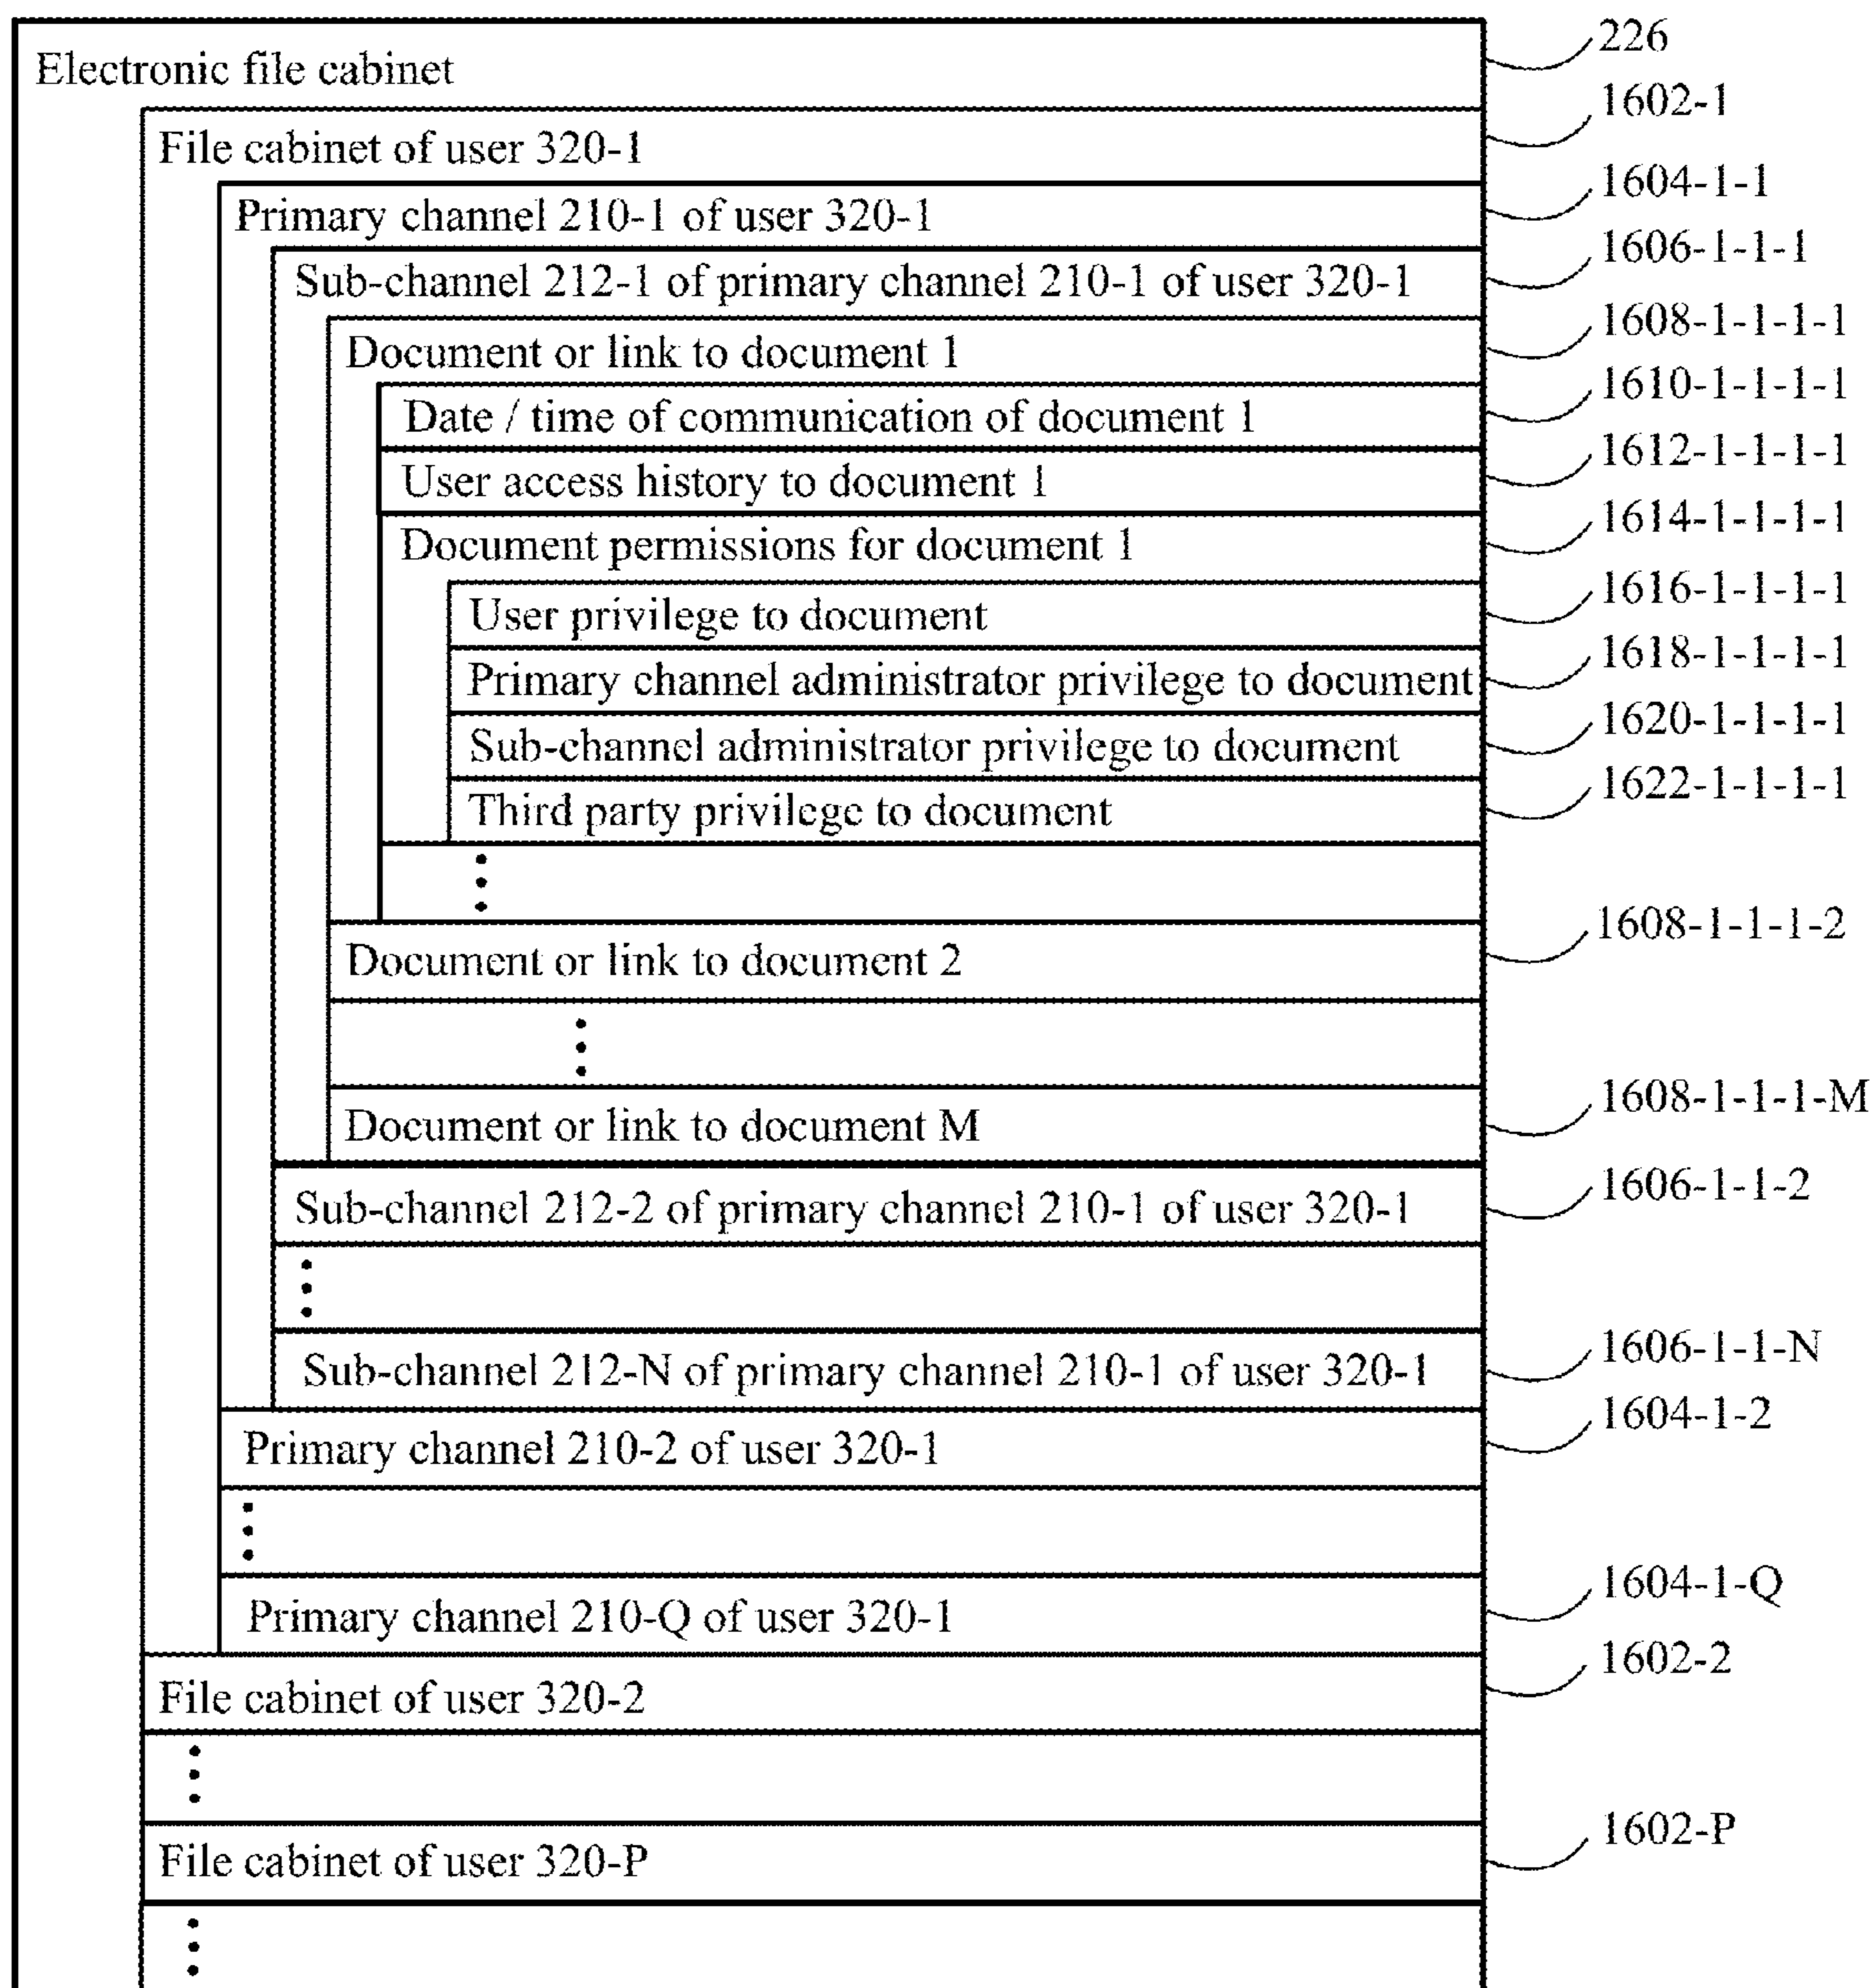 Electronic file cabinet 226
File cabinet of user 320-1 1602-1
Primary channel 210-1 of user 320-1 1604-1-1
Sub-channel 212-1 of primary channel 210-1 of user 320-1 1606-1-1-1
Document or link to document 1 1608-1-1-1-1
Date / time of communication of document 1 1610-1-1-1-1
User access history to document 1 1612-1-1-1-1
Document permissions for document 1 1614-1-1-1-1
User privilege to document 1616-1-1-1-1
Primary channel administrator privilege to document 1618-1-1-1-1
Sub-channel administrator privilege to document 1620-1-1-1-1
Third party privilege to document 1622-1-1-1-1
Document or link to document 2 1608-1-1-1-2
Document or link to document M 1608-1-1-1-M
Sub-channel 212-2 of primary channel 210-1 of user 320-1 1606-1-1-2
Sub-channel 212-N of primary channel 210-1 of user 320-1 1606-1-1-N
Primary channel 210-2 of user 320-1 1604-1-2
Primary channel 210-Q of user 320-1 1604-1-Q
File cabinet of user 320-2 1602-2
File cabinet of user 320-P 1602-P